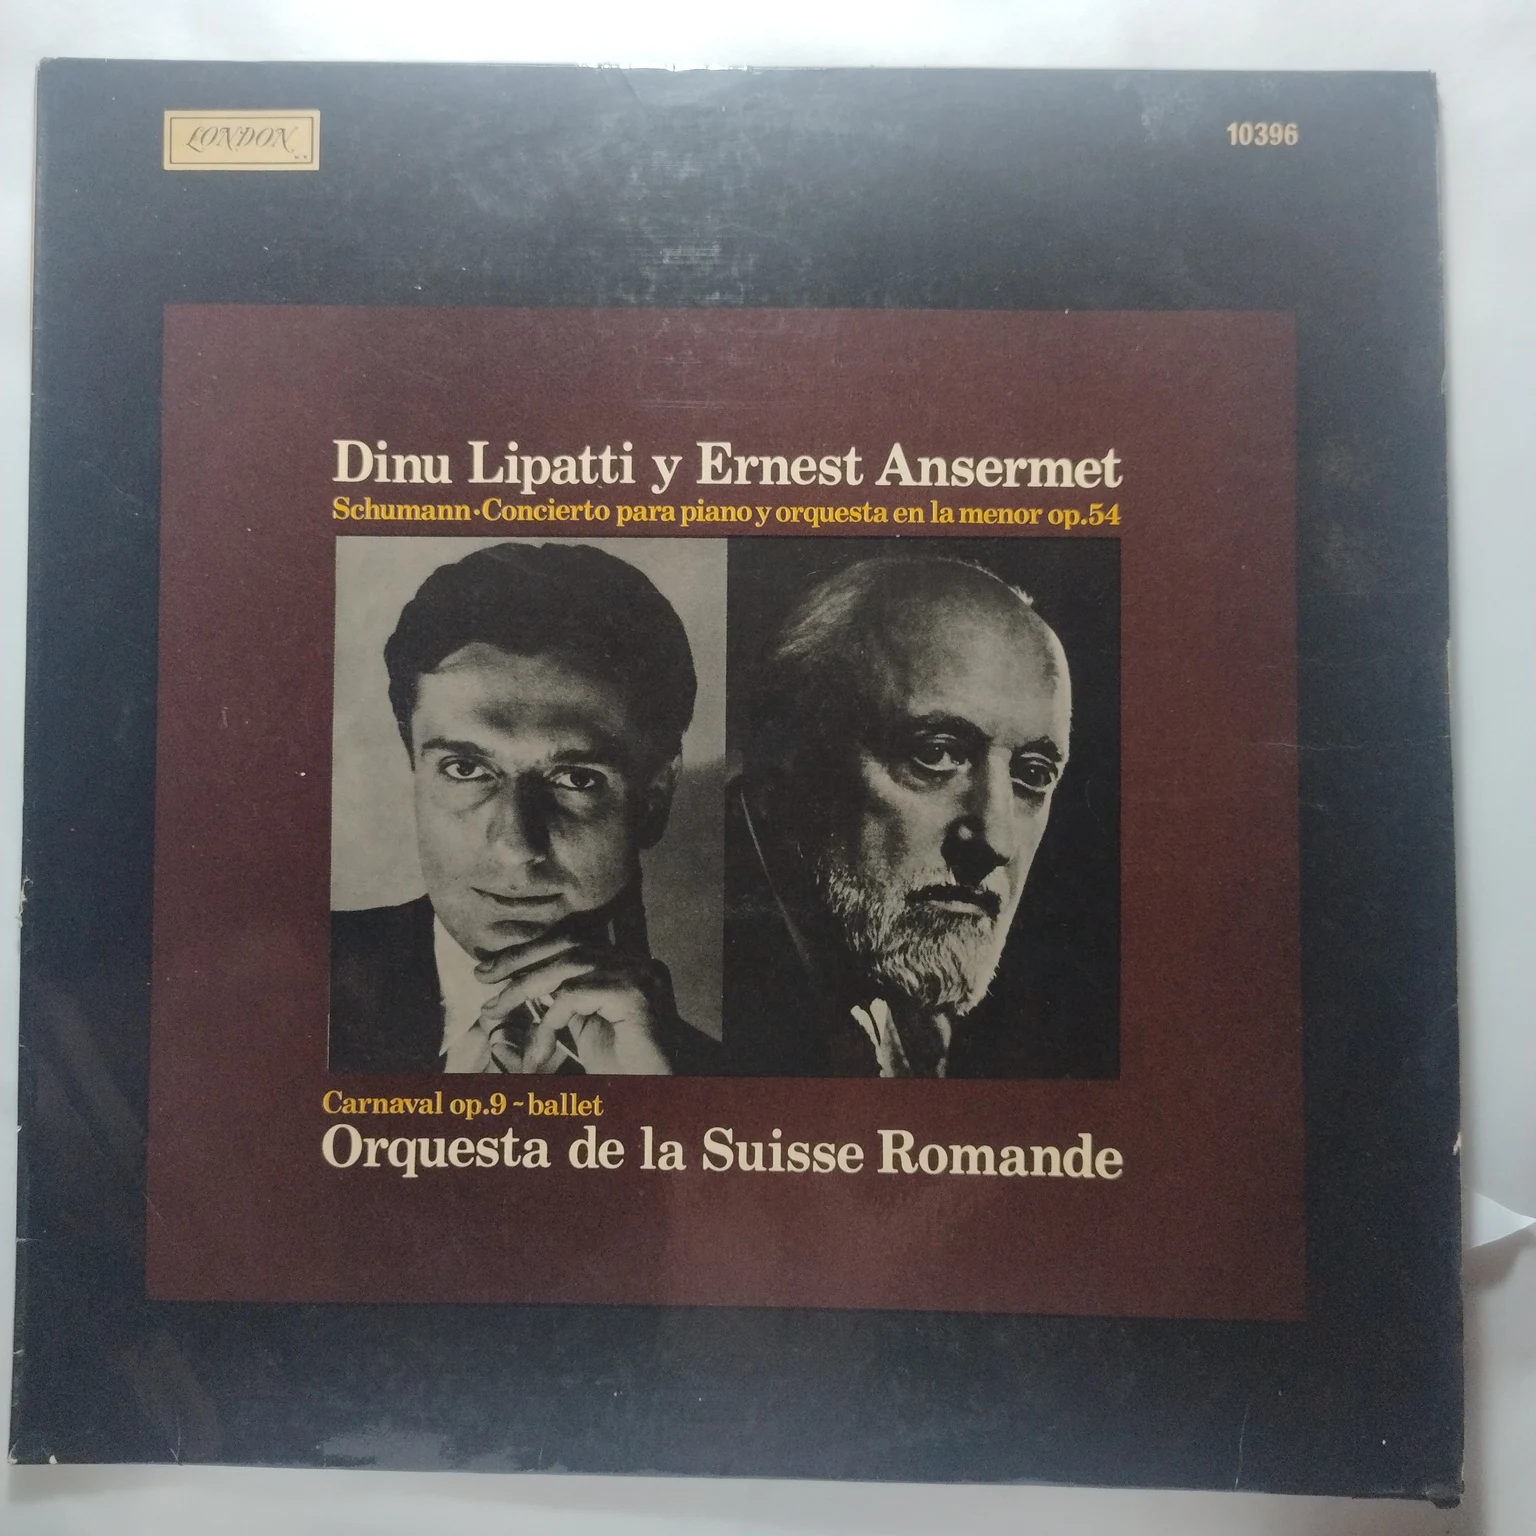 LONDON
10396
Dinu Lipatti y Ernest Ansermet
Schumann·Concierto para piano y orquesta en la menor op.54
Carnaval op.9~ballet
Orquesta de la Suisse Romande